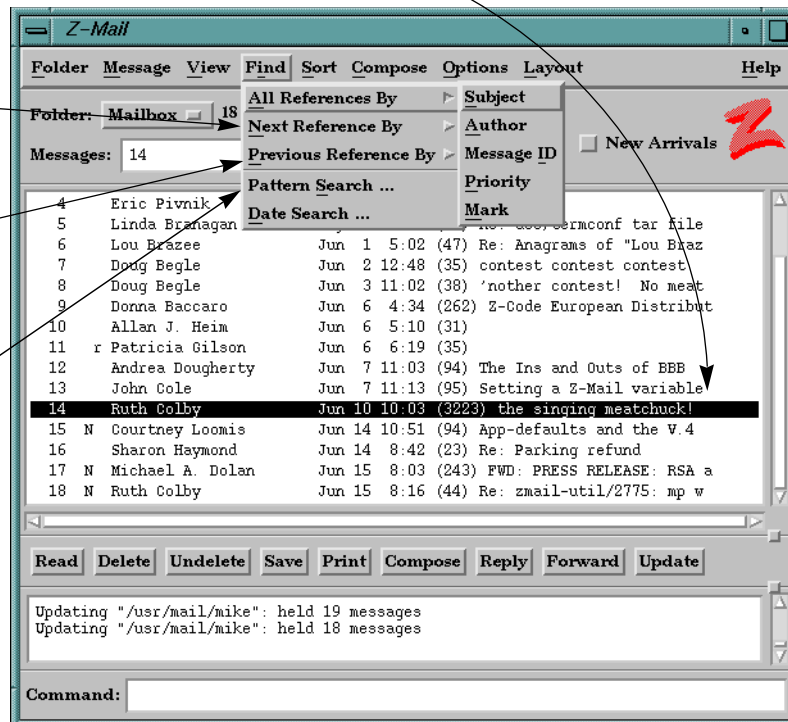 Z-Mail
Folder Message View Find Sort Compose Options Layout Help
All References By Subject
Folder: Mailbox 18
Next Reference By Author
New Arrivals
Messages: 14
Previous Reference By Message ID
Pattern Search ... Priority
Date Search ... Mark
4 Eric Pivnik
5 Linda Branagan tar file
6 Lou Brazee Jun 1 5:02 (47) Re: Anagrams of "Lou Braz
7 Doug Begle Jun 2 12:48 (35) contest contest contest
8 Doug Begle Jun 3 11:02 (38) 'nother contest! No meat
9 Donna Baccaro Jun 6 4:34 (262) Z-Code European Distribut
10 Allan J. Heim Jun 6 5:10 (31)
11 r Patricia Gilson Jun 6 6:19 (35)
12 Andrea Dougherty Jun 7 11:03 (94) The Ins and Outs of BBB
13 John Cole Jun 7 11:13 (95) Setting a Z-Mail variable
14 Ruth Colby Jun 10 10:03 (3223) the singing meatchuck!
15 N Courtney Loomis Jun 14 10:51 (94) App-defaults and the V.4
16 Sharon Haymond Jun 14 8:42 (23) Re: Parking refund
17 N Michael A. Dolan Jun 15 8:03 (243) FWD: PRESS RELEASE: RSA a
18 N Ruth Colby Jun 15 8:16 (44) Re: zmail-util/2775: mp w
Read Delete Undelete Save Print Compose Reply Forward Update
Updating "/usr/mail/mike": held 19 messages
Updating "/usr/mail/mike": held 18 messages
Command: